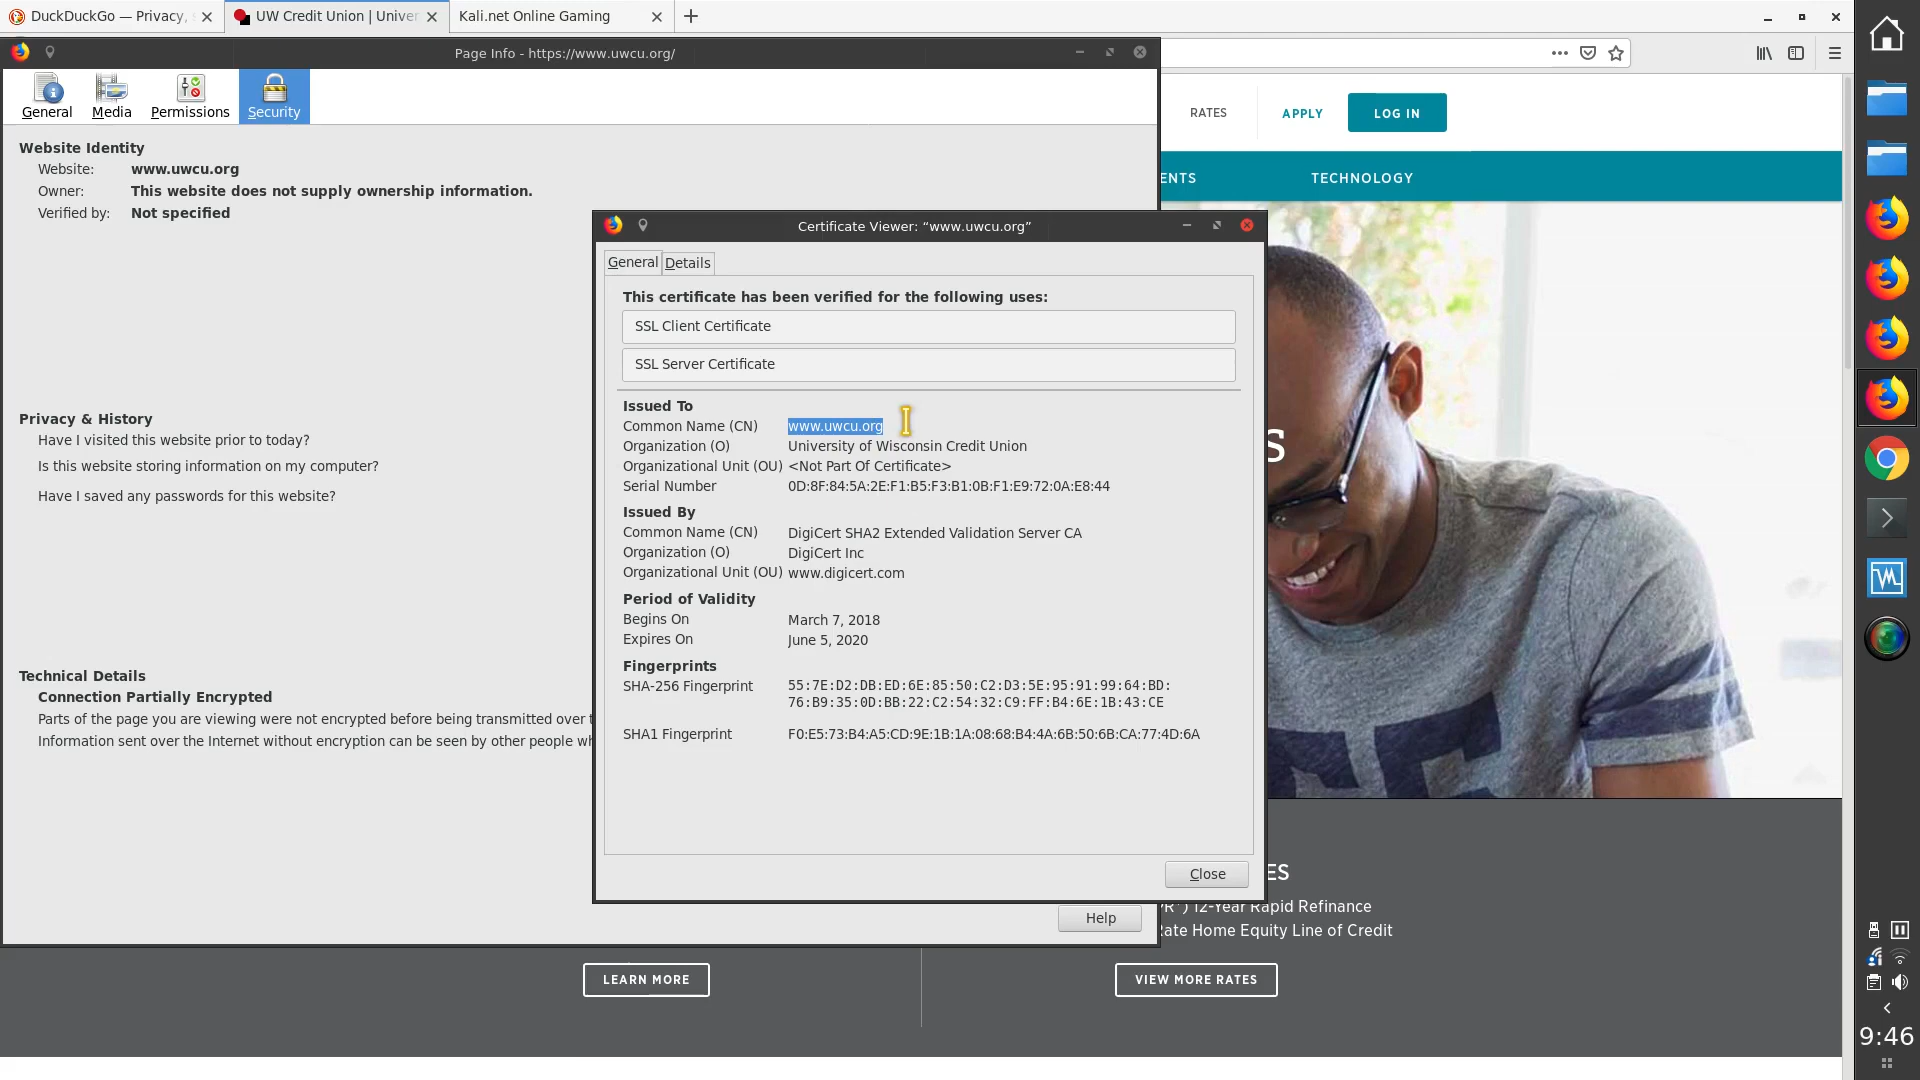 DuckDuckGo — Privacy,
UW Credit Union | Univer
Kali.net Online Gaming
Page Info - https://www.uwcu.org/
General
Media
Permissions
Security
RATES
APPLY
LOG IN
ENTS
TECHNOLOGY
Website Identity
Website: www.uwcu.org
Owner: This website does not supply ownership information.
Verified by: Not specified
Privacy & History
Have I visited this website prior to today?
Is this website storing information on my computer?
Have I saved any passwords for this website?
Technical Details
Connection Partially Encrypted
Parts of the page you are viewing were not encrypted before being transmitted over t
Information sent over the Internet without encryption can be seen by other people wh
Help
Certificate Viewer: “www.uwcu.org”
General
Details
This certificate has been verified for the following uses:
SSL Client Certificate
SSL Server Certificate
Issued To
Common Name (CN) www.uwcu.org
Organization (O) University of Wisconsin Credit Union
Organizational Unit (OU) <Not Part Of Certificate>
Serial Number 0D:8F:84:5A:2E:F1:B5:F3:B1:0B:F1:E9:72:0A:E8:44
Issued By
Common Name (CN) DigiCert SHA2 Extended Validation Server CA
Organization (O) DigiCert Inc
Organizational Unit (OU) www.digicert.com
Period of Validity
Begins On March 7, 2018
Expires On June 5, 2020
Fingerprints
SHA-256 Fingerprint 55:7E:D2:DB:ED:6E:85:50:C2:D3:5E:95:91:99:64:BD:
76:B9:35:0D:BB:22:C2:54:32:C9:FF:B4:6E:1B:43:CE
SHA1 Fingerprint F0:E5:73:B4:A5:CD:9E:1B:1A:08:68:B4:4A:6B:50:6B:CA:77:4D:6A
Close
S
ES
12-Year Rapid Refinance
ate Home Equity Line of Credit
LEARN MORE
VIEW MORE RATES
9:46